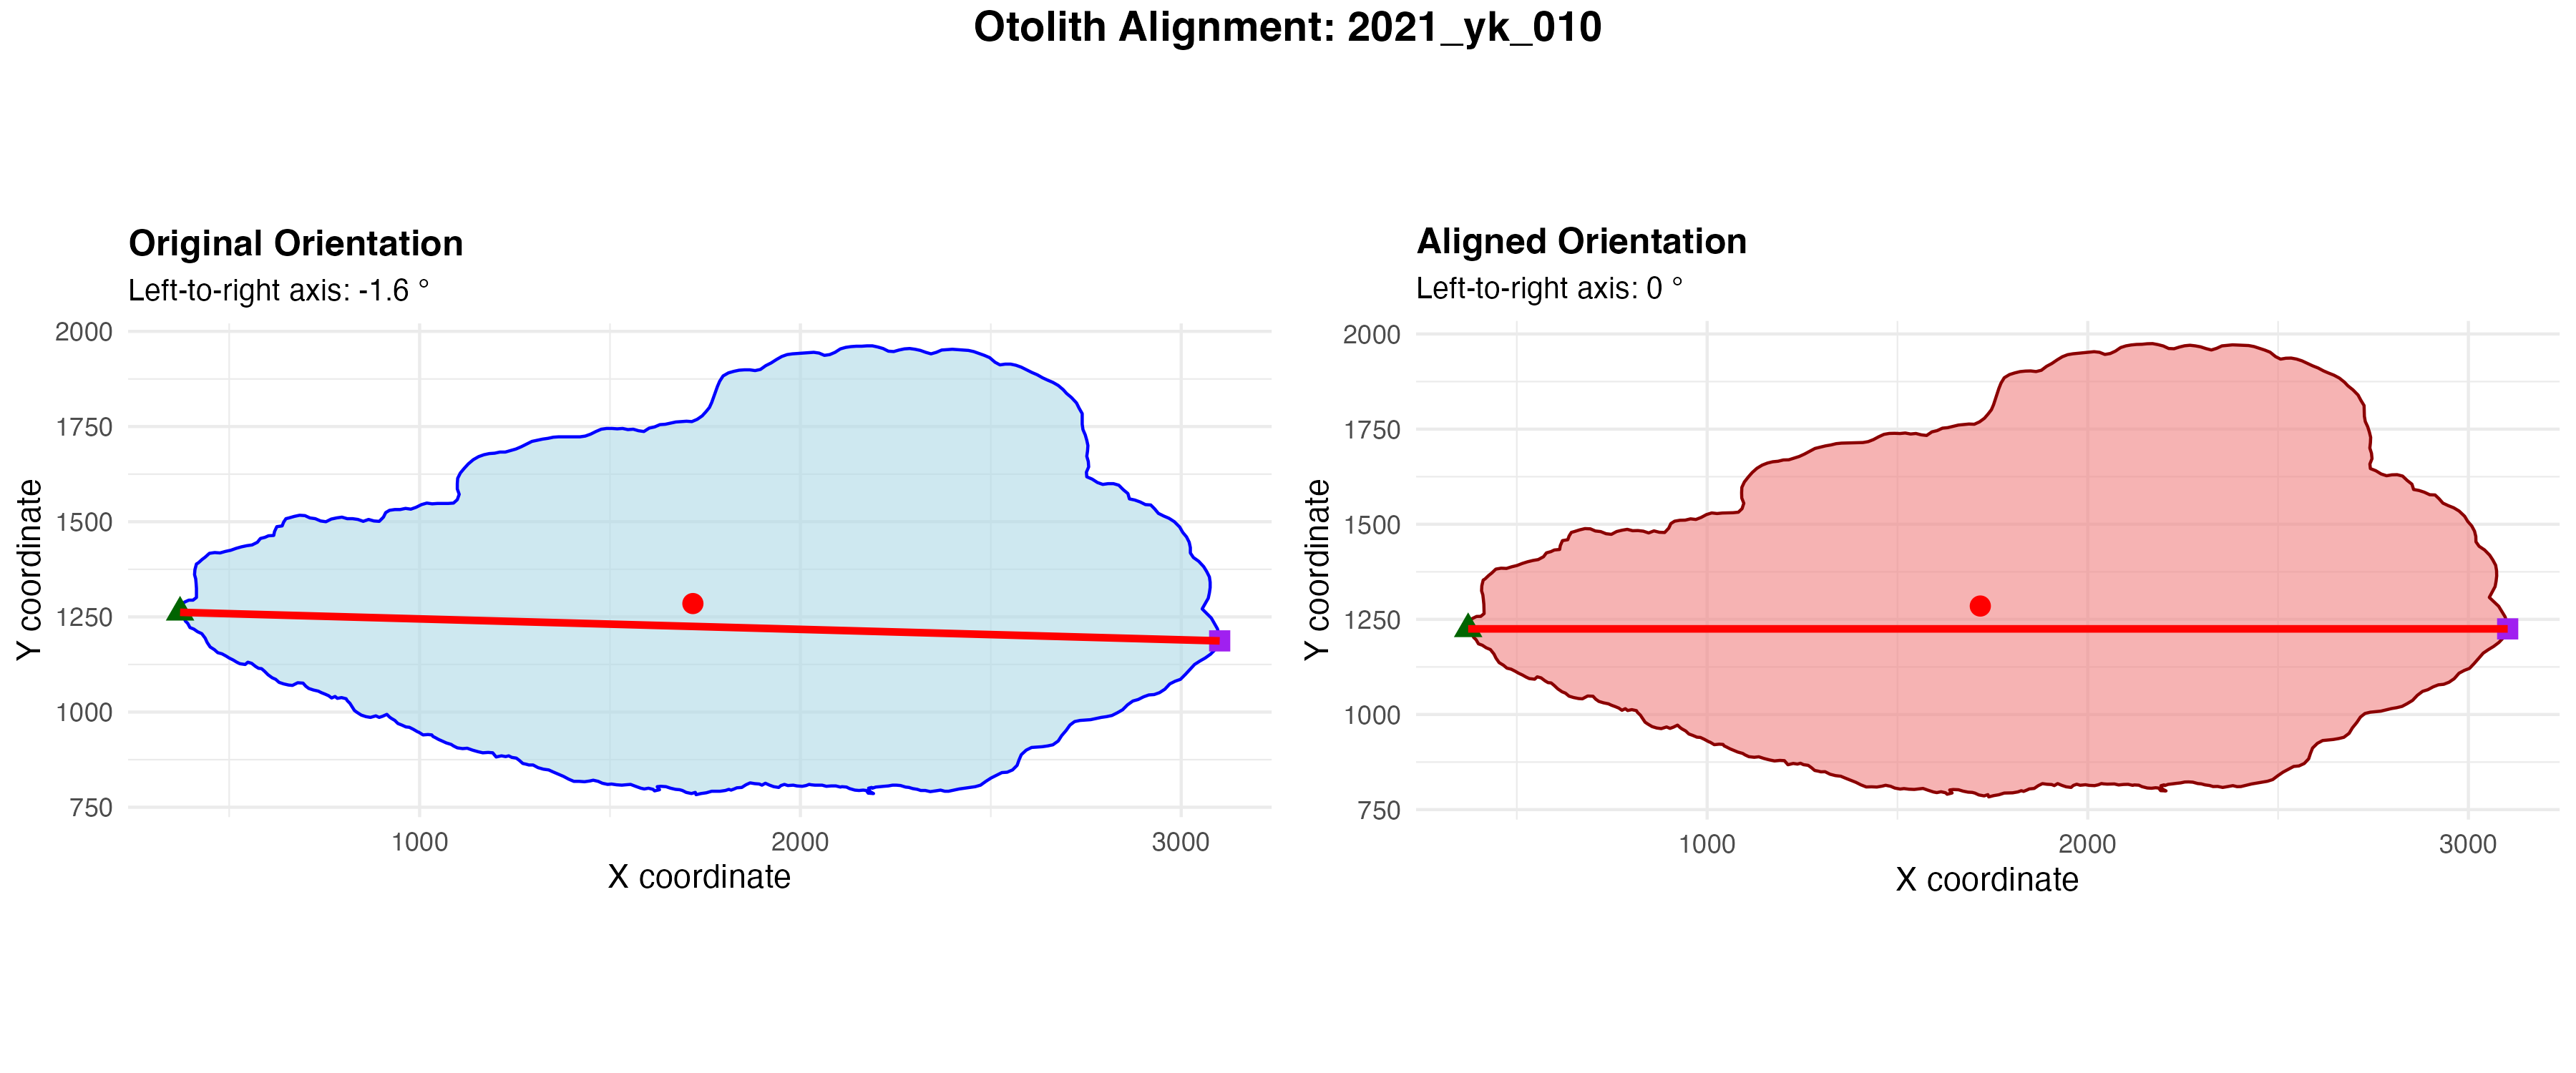 Otolith Alignment: 2021_yk_010
Original Orientation
Left-to-right axis: -1.6 °
2000
1750
1500
1250
1000
750
Y coordinate
1000
2000
3000
X coordinate
Aligned Orientation
Left-to-right axis: 0 °
2000
1750
1500
1250
1000
750
Y coordinate
1000
2000
3000
X coordinate